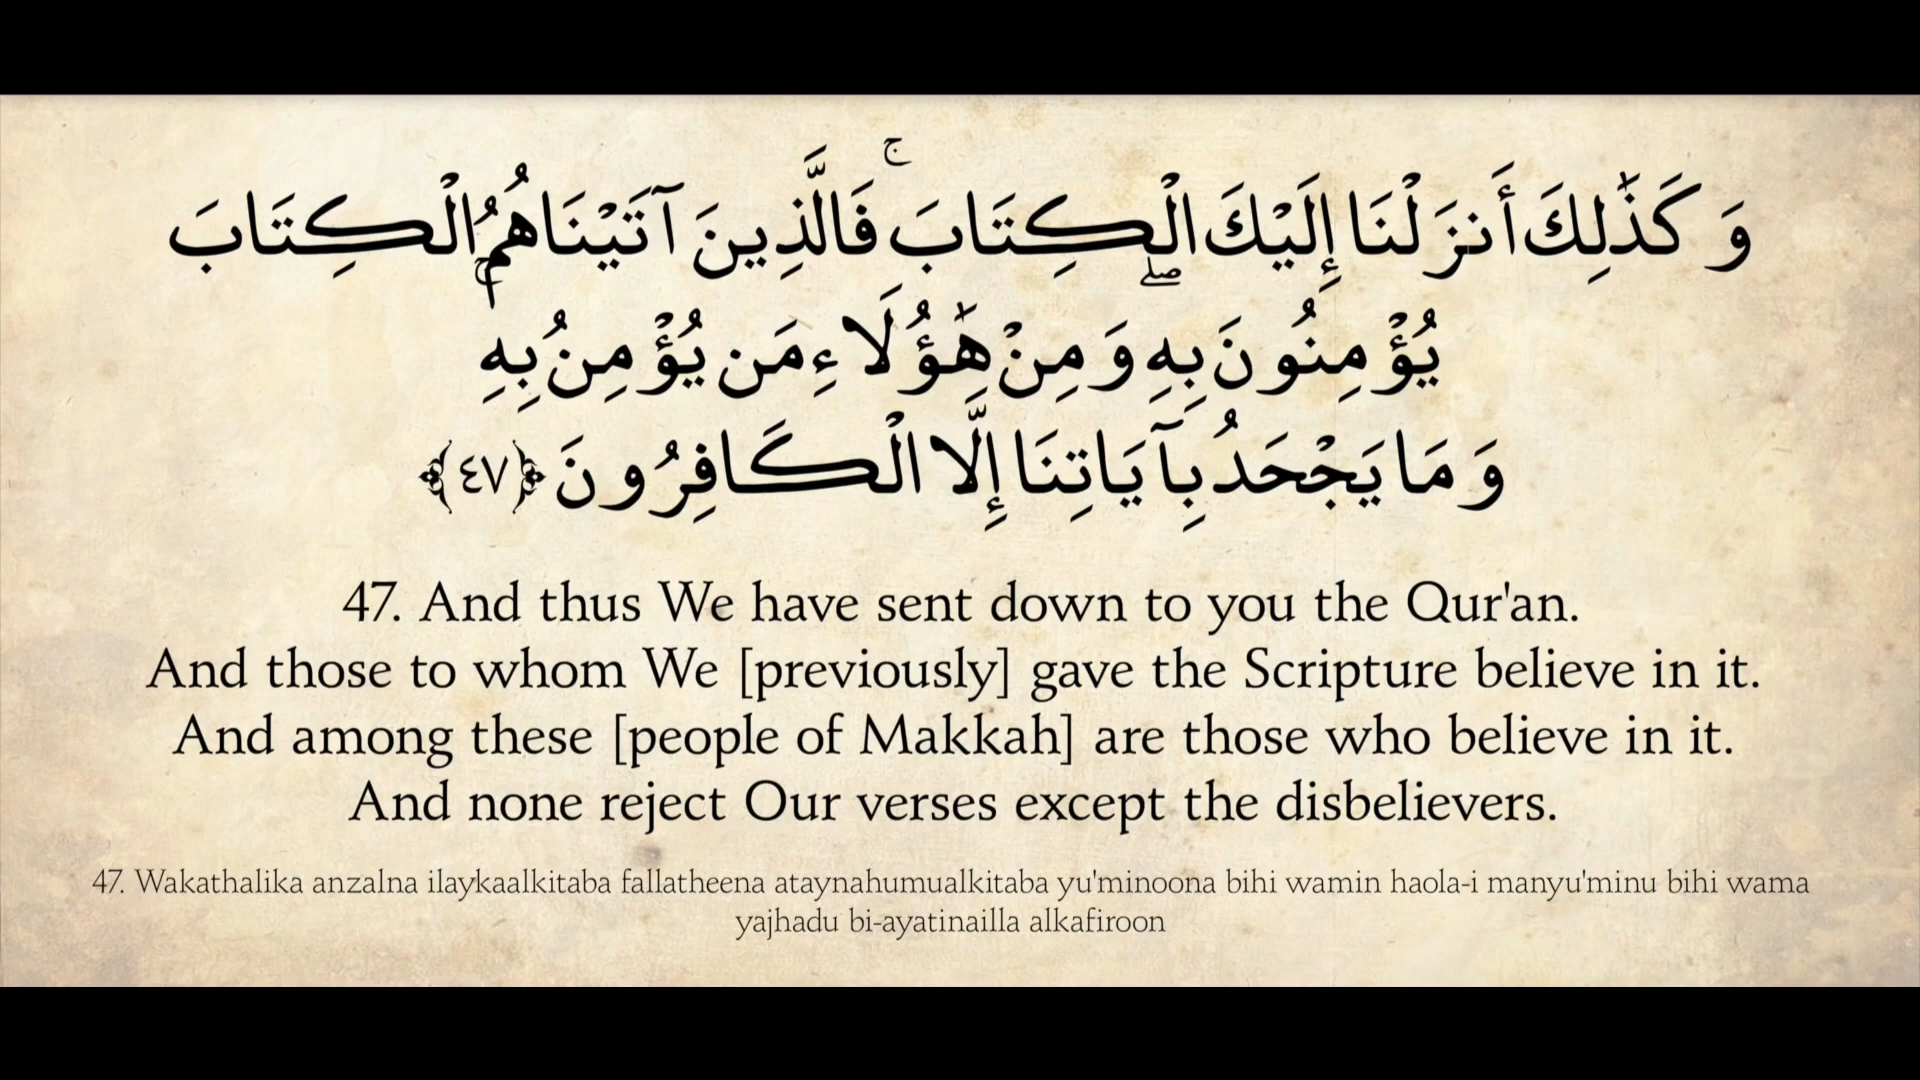 وَكَذَٰلِكَ أَنزَلْنَا إِلَيْكَ الْكِتَابَ ۚ فَالَّذِينَ آتَيْنَاهُمُ الْكِتَابَ
يُؤْمِنُونَ بِهِ ۖ وَمِنْ هَٰؤُلَاءِ مَن يُؤْمِنُ بِهِ ۚ
وَمَا يَجْحَدُ بِآيَاتِنَا إِلَّا الْكَافِرُونَ ﴿٤٧﴾
47. And thus We have sent down to you the Qur'an.
And those to whom We [previously] gave the Scripture believe in it.
And among these [people of Makkah] are those who believe in it.
And none reject Our verses except the disbelievers.
47. Wakathalika anzalna ilaykaalkitaba fallatheena ataynahumualkitaba yu'minoona bihi wamin haola-i manyu'minu bihi wama
yajhadu bi-ayatinailla alkafiroon